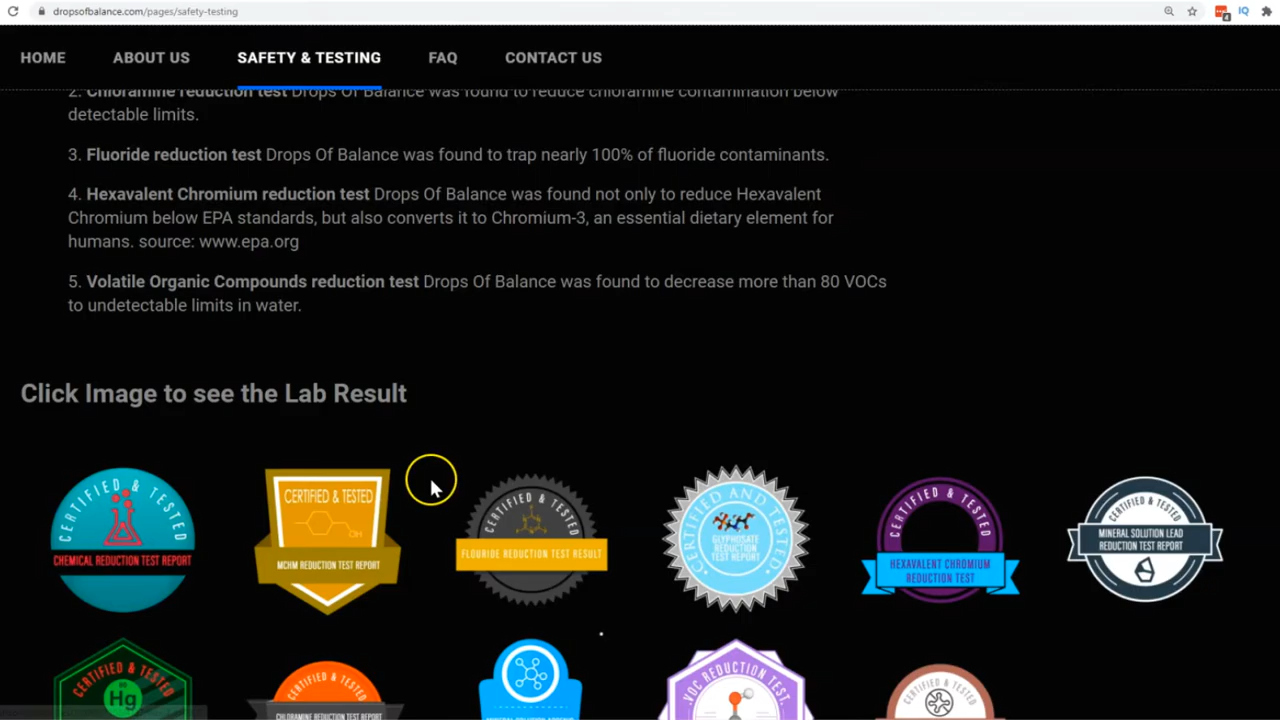 dropsofbalance.com/pages/safety-testing
IQ
HOME ABOUT US SAFETY & TESTING FAQ CONTACT US
2. Chloramine reduction test Drops Of Balance was found to reduce chloramine contamination below
detectable limits.
3. Fluoride reduction test Drops Of Balance was found to trap nearly 100% of fluoride contaminants.
4. Hexavalent Chromium reduction test Drops Of Balance was found not only to reduce Hexavalent
Chromium below EPA standards, but also converts it to Chromium-3, an essential dietary element for
humans. source: www.epa.org
5. Volatile Organic Compounds reduction test Drops Of Balance was found to decrease more than 80 VOCs
to undetectable limits in water.
Click Image to see the Lab Result
CERTIFIED & TESTED
CHEMICAL REDUCTION TEST REPORT
CERTIFIED & TESTED
OH
MCHM REDUCTION TEST REPORT
CERTIFIED & TESTED
FLOURIDE REDUCTION TEST RESULT
CERTIFIED AND TESTED
GLYPHOSATE
REDUCTION
TEST REPORT
CERTIFIED & TESTED
HEXAVALENT CHROMIUM
REDUCTION TEST
CERTIFIED & TESTED
MINERAL SOLUTION LEAD
REDUCTION TEST REPORT
CERTIFIED & TESTED
Hg
CERTIFIED & TESTED
CHLORAMINE REDUCTION TEST REPORT
MINERAL SOLUTION
VOC REDUCTION TEST
CERTIFIED & TESTED